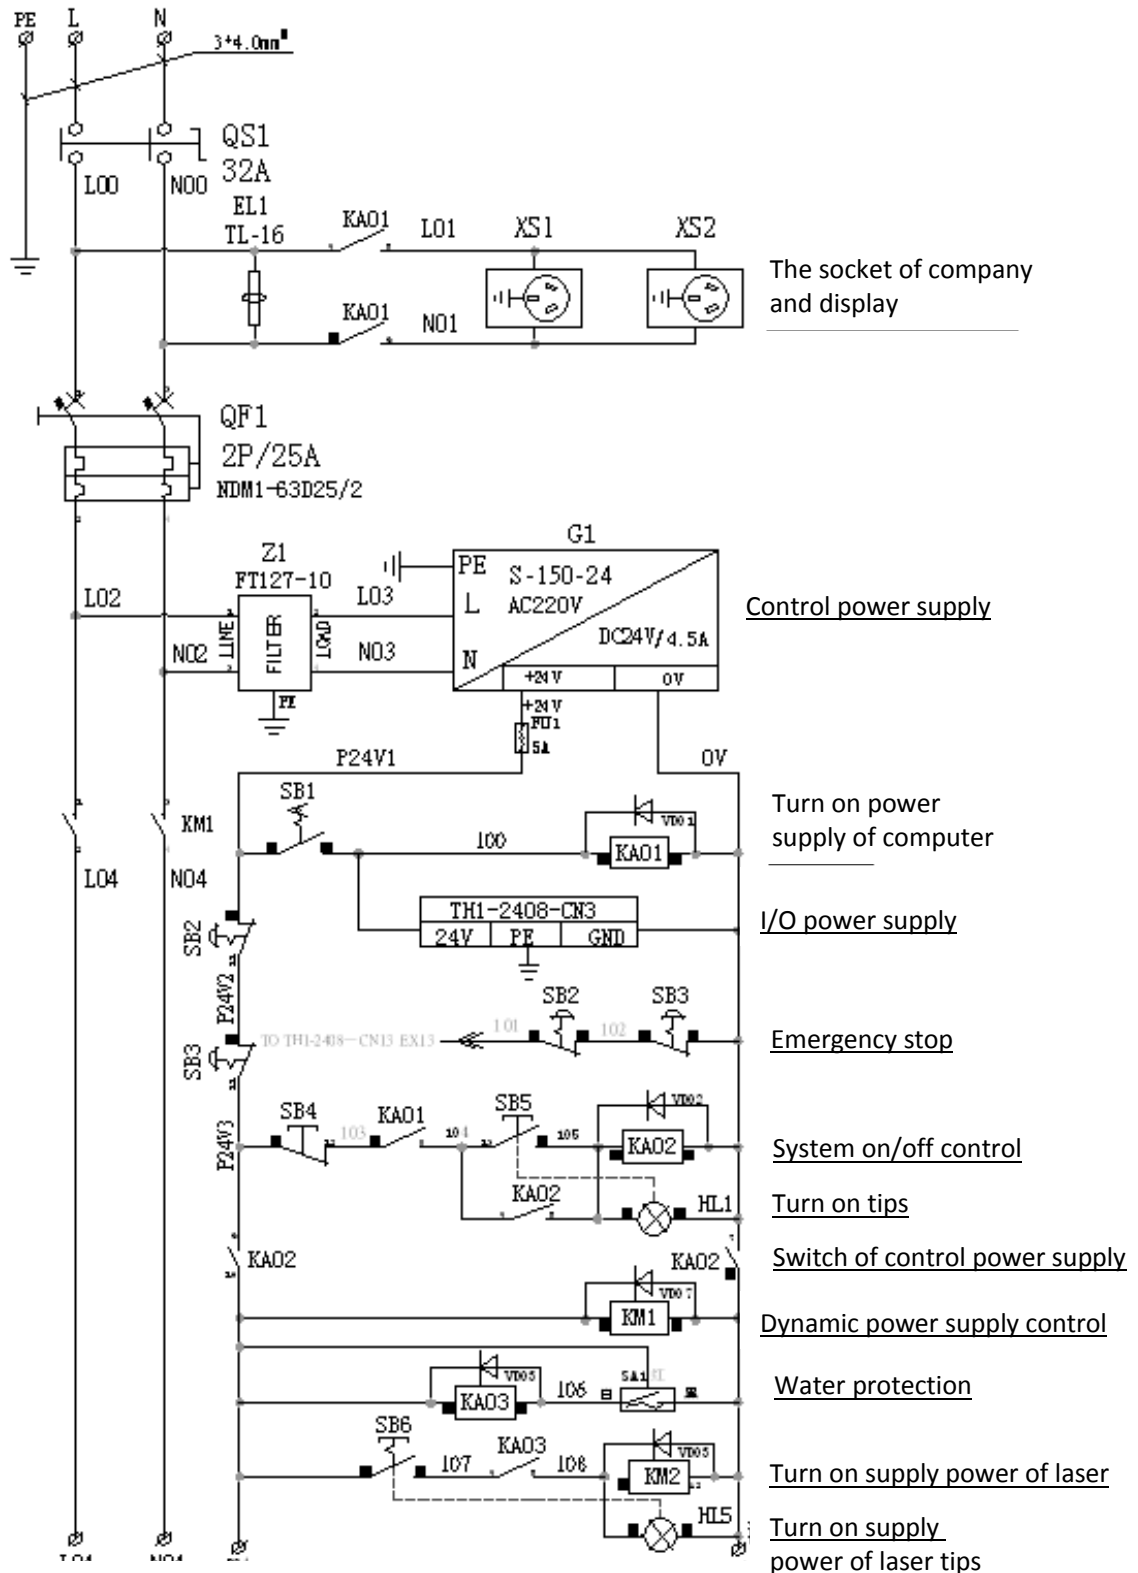 PE L N
3*4.0mm²
QS1
32A
L00 N00
EL1
TL-16
KA01 L01 XS1 XS2
The socket of company
and display
KA01 N01
QF1
2P/25A
NDM1-63D25/2
G1
Z1
FT127-10
PE S-150-24
L02 L03 L AC220V
Control power supply
LINE FILTER LOAD
DC24V/4.5A
N02 N03 N
+24V 0V
PE
+24V
FU1
5A
P24V1 0V
SB1
Turn on power
supply of computer
KM1
VD01
100 KA01
L04 N04
TH1-2408-CN3
24V PE GND
I/O power supply
SB2
P24V2
SB2 SB3
101 102
TO TH1-2408-CN13 EX13
Emergency stop
SB3
P24V3
SB4 KA01 SB5 VD02
103 104 105 KA02
System on/off control
KA02 HL1
Turn on tips
KA02 KA02
Switch of control power supply
VD07
KM1
Dynamic power supply control
VD05 SA1
KA03 106
Water protection
SB6 KA03 VD05
107 108 KM2
Turn on supply power of laser
HL5
Turn on supply
power of laser tips